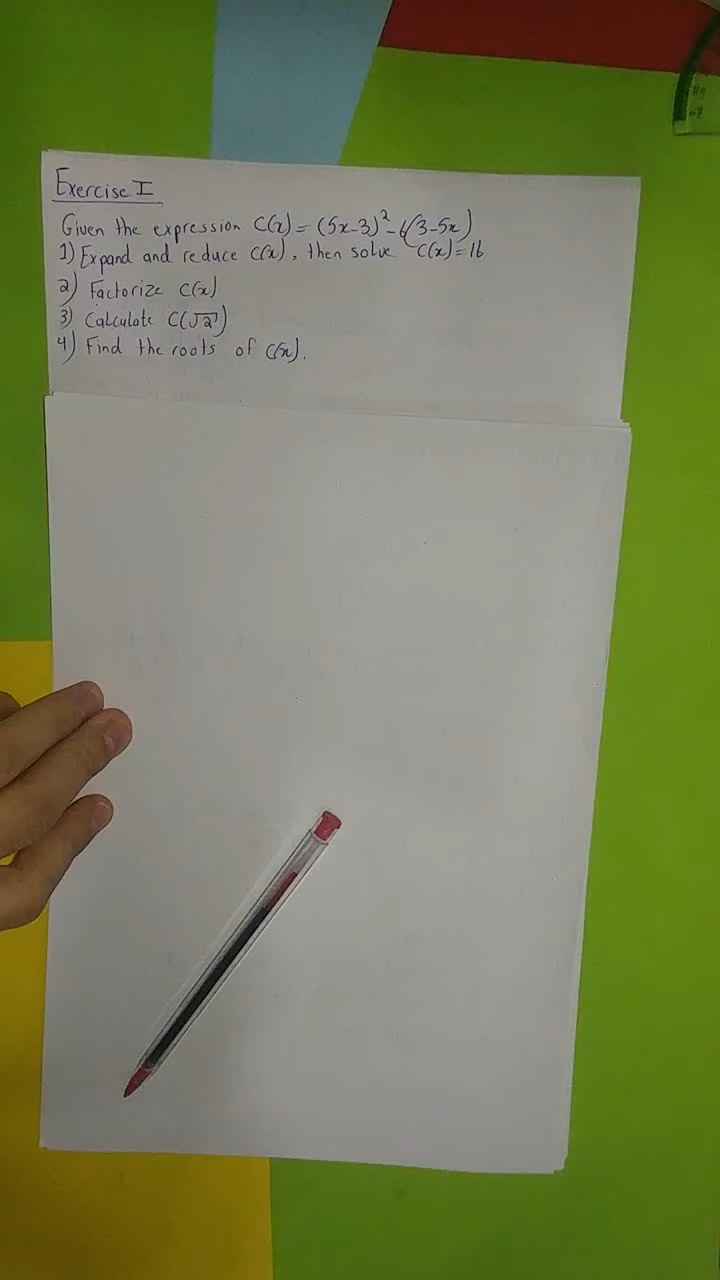 Exercise I
Given the expression C(x) = (5x-3)² - 6(3-5x)
1) Expand and reduce C(x), then solve C(x)=16
2) Factorize C(x)
3) Calculate C(√2)
4) Find the roots of C(x).